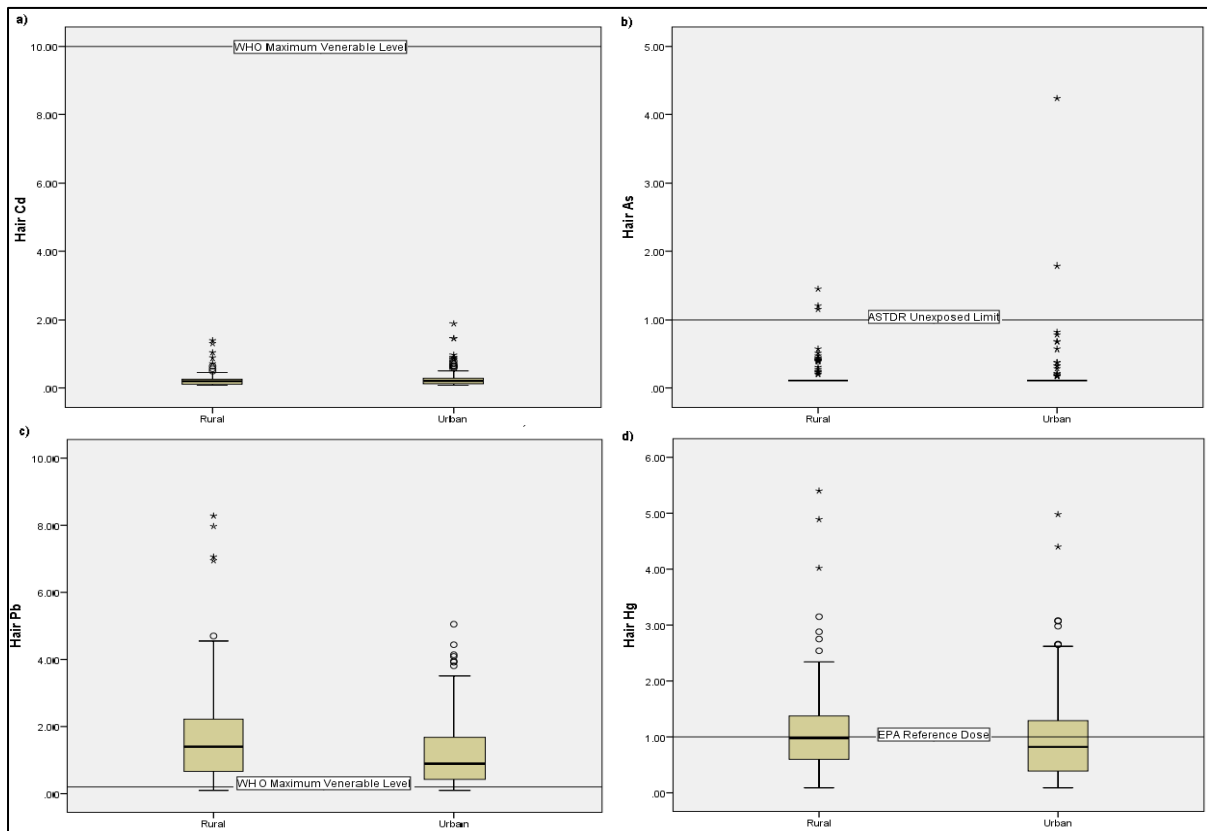 a)
WHO Maximum Venerable Level
10.00
8.00
6.00
4.00
2.00
.00
Hair Cd
Rural
Urban
b)
5.00
4.00
3.00
2.00
1.00
.00
Hair As
ASTDR Unexposed Limit
Rural
Urban
c)
10.00
8.00
6.00
4.00
2.00
.00
Hair Pb
WHO Maximum Venerable Level
Rural
Urban
d)
6.00
5.00
4.00
3.00
2.00
1.00
.00
Hair Hg
EPA Reference Dose
Rural
Urban